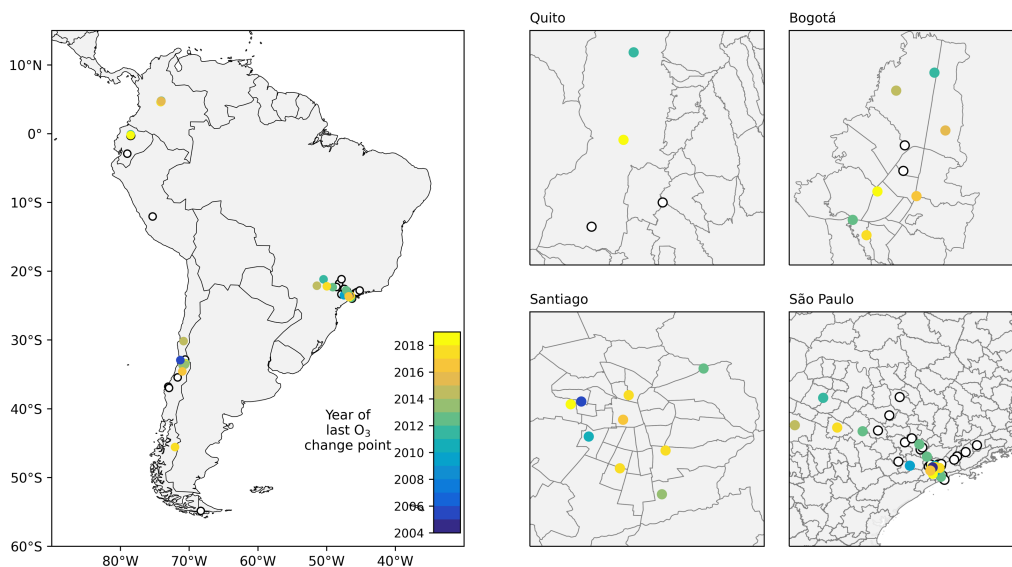 Quito
Bogotá
10°N
0°
10°S
20°S
30°S
40°S
50°S
60°S
80°W
70°W
60°W
50°W
40°W
Year of
last O₃
change point
2018
2016
2014
2012
2010
2008
2006
2004
Santiago
São Paulo